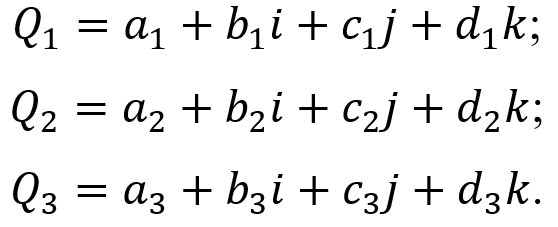 Q₁ = a₁ + b₁i + c₁j + d₁k;
Q₂ = a₂ + b₂i + c₂j + d₂k;
Q₃ = a₃ + b₃i + c₃j + d₃k.